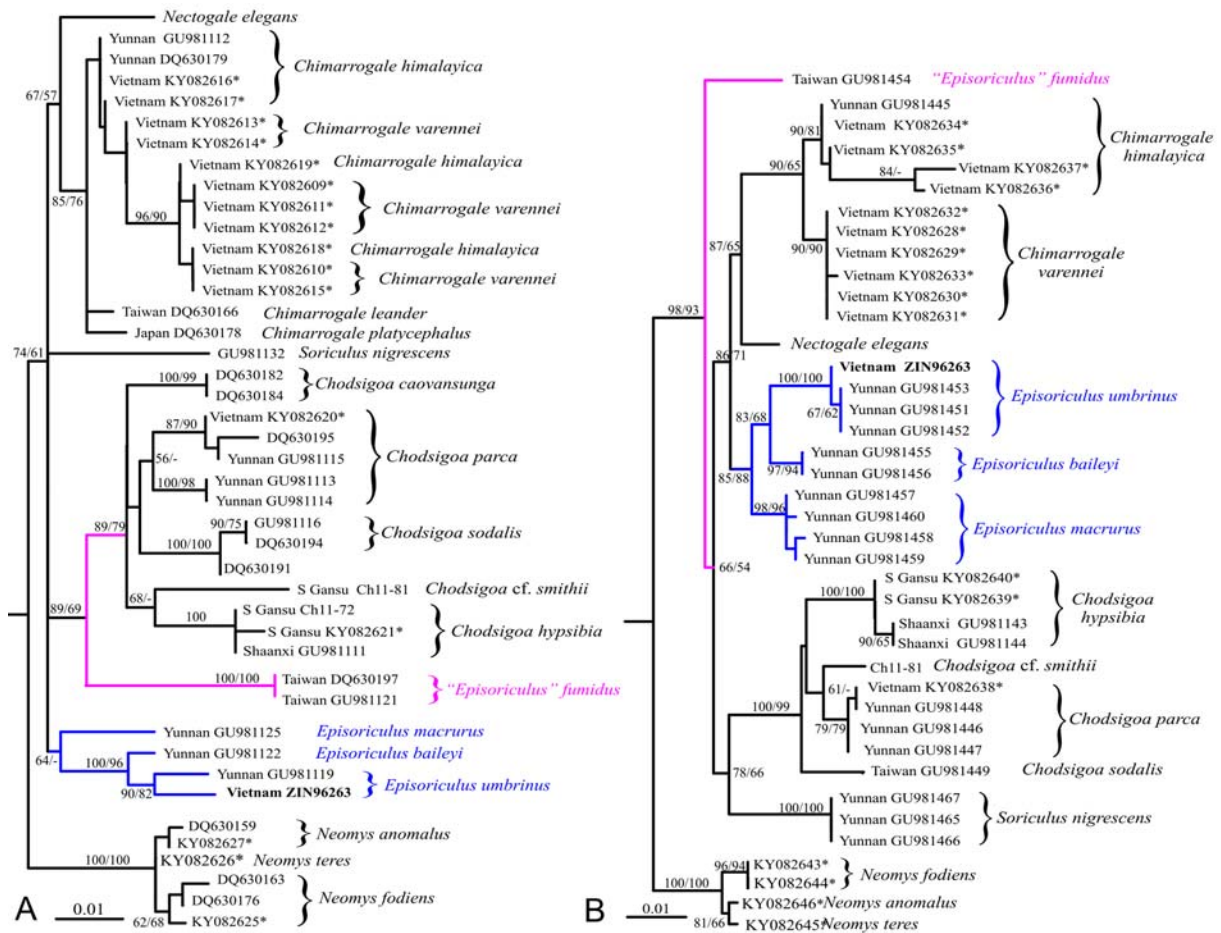 Nectogale elegans
Yunnan GU981112
Yunnan DQ630179
Vietnam KY082616*
Chimarrogale himalayica
67/57
Vietnam KY082617*
Vietnam KY082613*
Vietnam KY082614*
Chimarrogale varennei
Vietnam KY082619* Chimarrogale himalayica
85/76
Vietnam KY082609*
96/90
Vietnam KY082611*
Chimarrogale varennei
Vietnam KY082612*
Vietnam KY082618* Chimarrogale himalayica
Vietnam KY082610*
Chimarrogale varennei
Vietnam KY082615*
Taiwan DQ630166 Chimarrogale leander
Japan DQ630178 Chimarrogale platycephalus
74/61
GU981132 Soriculus nigrescens
100/99
DQ630182
DQ630184
Chodsigoa caovansunga
87/90
Vietnam KY082620*
DQ630195
56/-
Yunnan GU981115
Chodsigoa parca
100/98
Yunnan GU981113
Yunnan GU981114
89/79
90/75
GU981116
Chodsigoa sodalis
100/100
DQ630194
DQ630191
68/-
S Gansu Ch11-81 Chodsigoa cf. smithii
S Gansu Ch11-72
89/69
100
S Gansu KY082621*
Chodsigoa hypsibia
Shaanxi GU981111
100/100
Taiwan DQ630197
Taiwan GU981121
"Episoriculus" fumidus
Yunnan GU981125 Episoriculus macrurus
64/-
100/96
Yunnan GU981122 Episoriculus baileyi
90/82
Yunnan GU981119
Vietnam ZIN96263
Episoriculus umbrinus
DQ630159
KY082627*
Neomys anomalus
100/100
KY082626* Neomys teres
DQ630163
DQ630176
Neomys fodiens
62/68
KY082625*
A
0.01
Taiwan GU981454 "Episoriculus" fumidus
90/81
Yunnan GU981445
Vietnam KY082634*
Vietnam KY082635*
Chimarrogale
himalayica
90/65
84/-
Vietnam KY082637*
Vietnam KY082636*
Vietnam KY082632*
Vietnam KY082628*
90/90
Vietnam KY082629*
Chimarrogale
varennei
Vietnam KY082633*
Vietnam KY082630*
Vietnam KY082631*
87/65
98/93
Nectogale elegans
86/71
Vietnam ZIN96263
100/100
Yunnan GU981453
67/62
Yunnan GU981451
Yunnan GU981452
Episoriculus umbrinus
83/68
Yunnan GU981455
97/94
Yunnan GU981456
Episoriculus baileyi
85/88
Yunnan GU981457
98/96
Yunnan GU981460
Yunnan GU981458
Yunnan GU981459
Episoriculus macrurus
66/54
S Gansu KY082640*
100/100
S Gansu KY082639*
Chodsigoa
hypsibia
Shaanxi GU981143
90/65
Shaanxi GU981144
Ch11-81 Chodsigoa cf. smithii
61/-
Vietnam KY082638*
Yunnan GU981448
100/99
79/79
Yunnan GU981446
Chodsigoa parca
Yunnan GU981447
Taiwan GU981449
Chodsigoa sodalis
78/66
100/100
Yunnan GU981467
Yunnan GU981465
Soriculus nigrescens
Yunnan GU981466
96/94
KY082643*
KY082644*
Neomys fodiens
100/100
KY082646* Neomys anomalus
81/66
KY082645* Neomys teres
B
0.01